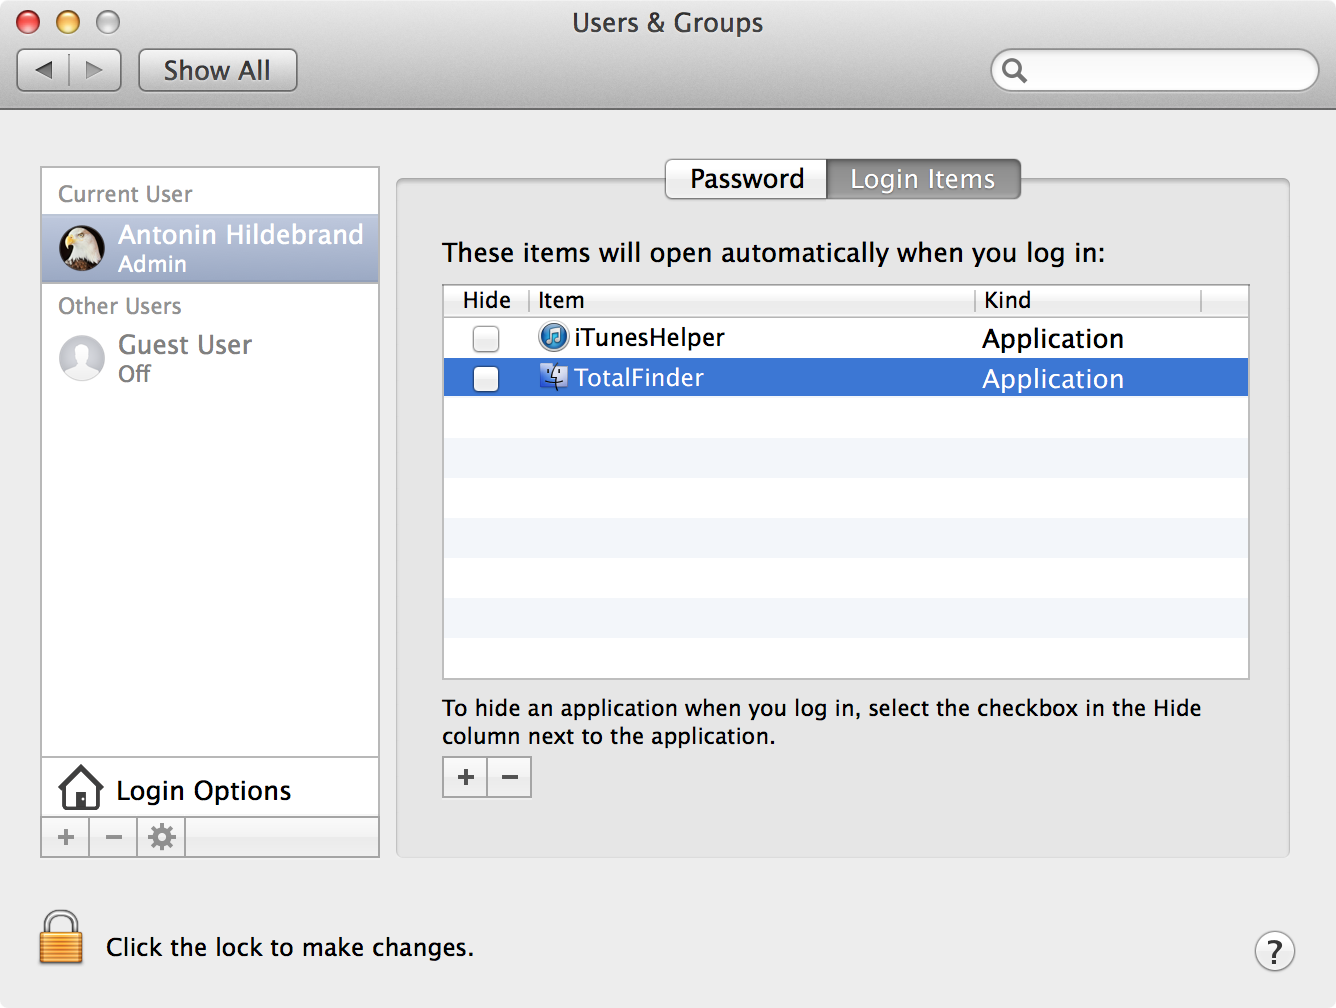 Users & Groups
Show All
Password
Login Items
Current User
Antonin Hildebrand
Admin
Other Users
Guest User
Off
Login Options
These items will open automatically when you log in:
Hide Item Kind
iTunesHelper Application
TotalFinder Application
To hide an application when you log in, select the checkbox in the Hide
column next to the application.
Click the lock to make changes.
?